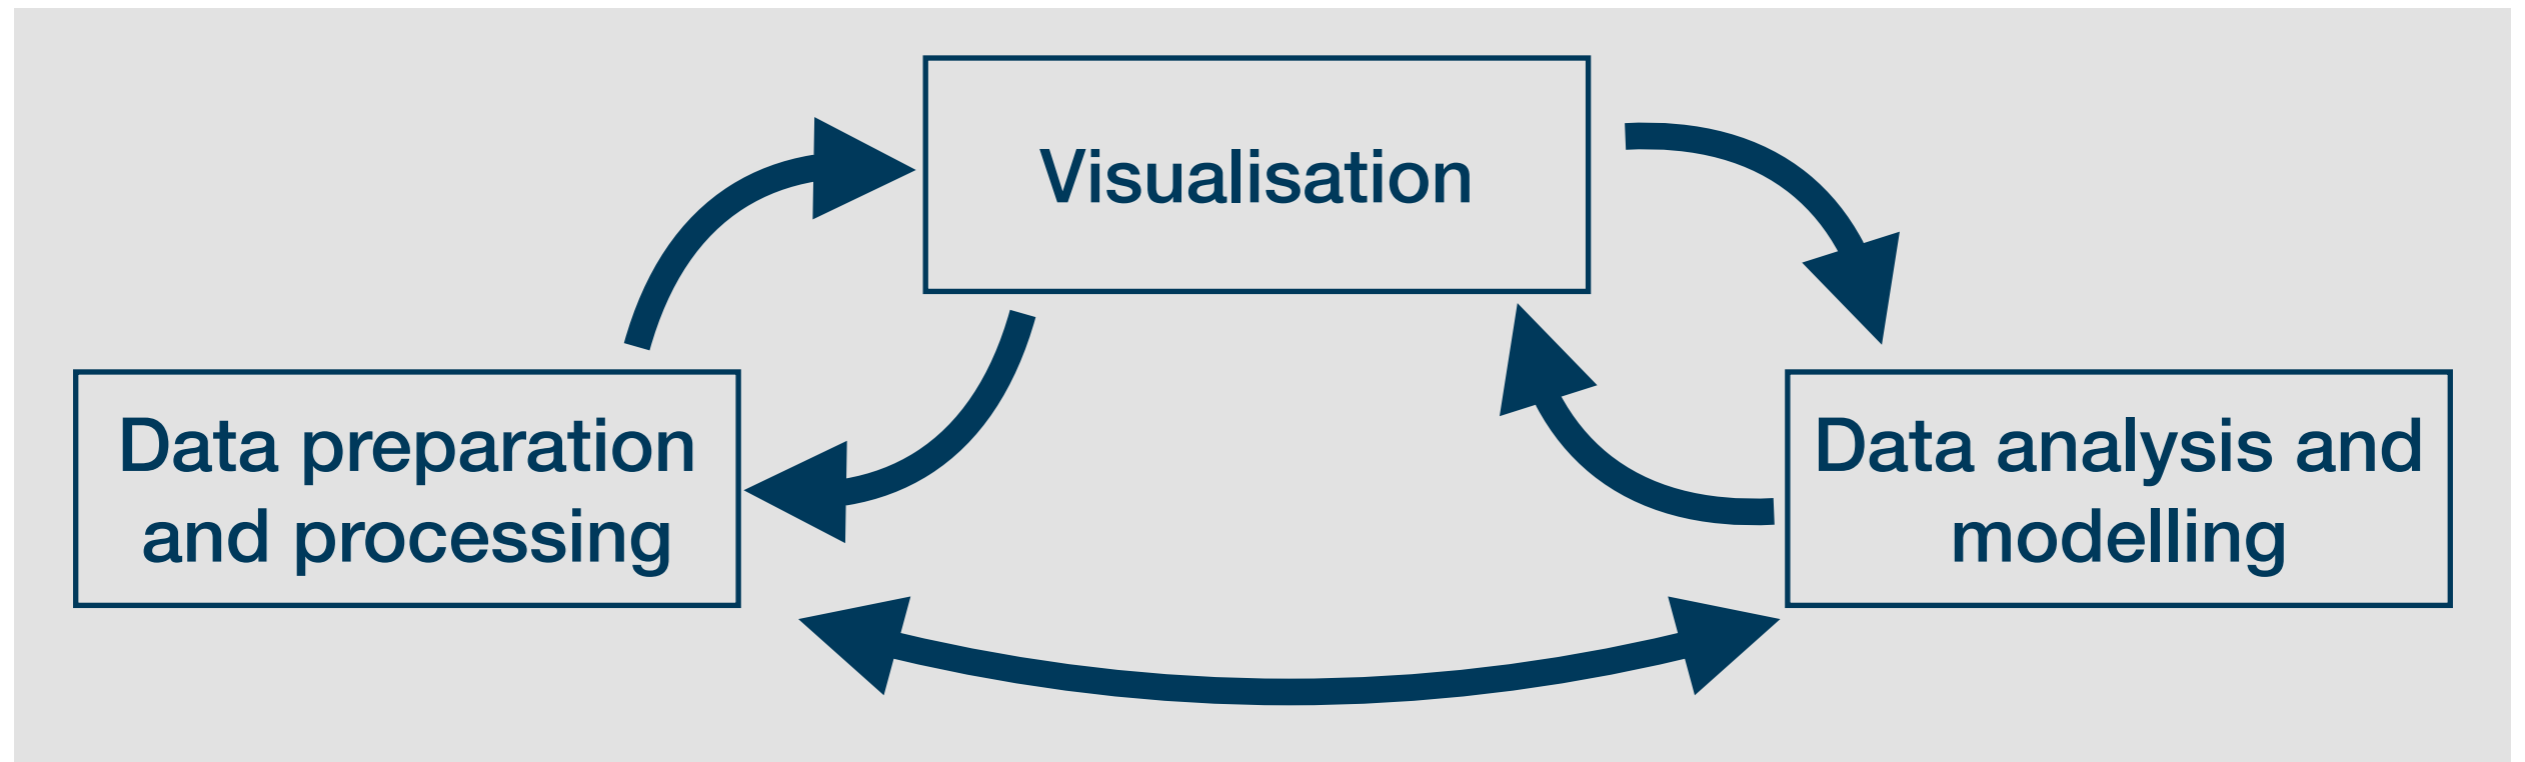 Visualisation
Data preparation
and processing
Data analysis and
modelling